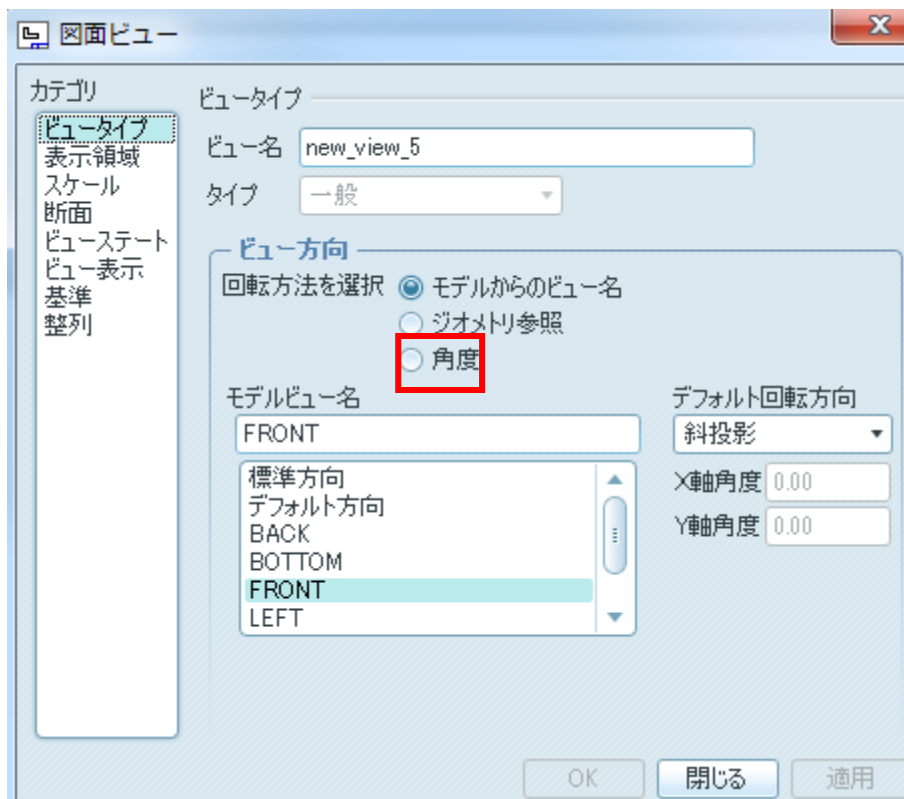 図面ビュー
カテゴリ
ビュータイプ
表示領域
スケール
断面
ビューステート
ビュー表示
基準
整列
ビュータイプ
ビュー名 new_view_5
タイプ 一般
ビュー方向
回転方法を選択 モデルからのビュー名
ジオメトリ参照
角度
モデルビュー名
FRONT
標準方向
デフォルト方向
BACK
BOTTOM
FRONT
LEFT
デフォルト回転方向
斜投影
X軸角度 0.00
Y軸角度 0.00
OK 閉じる 適用